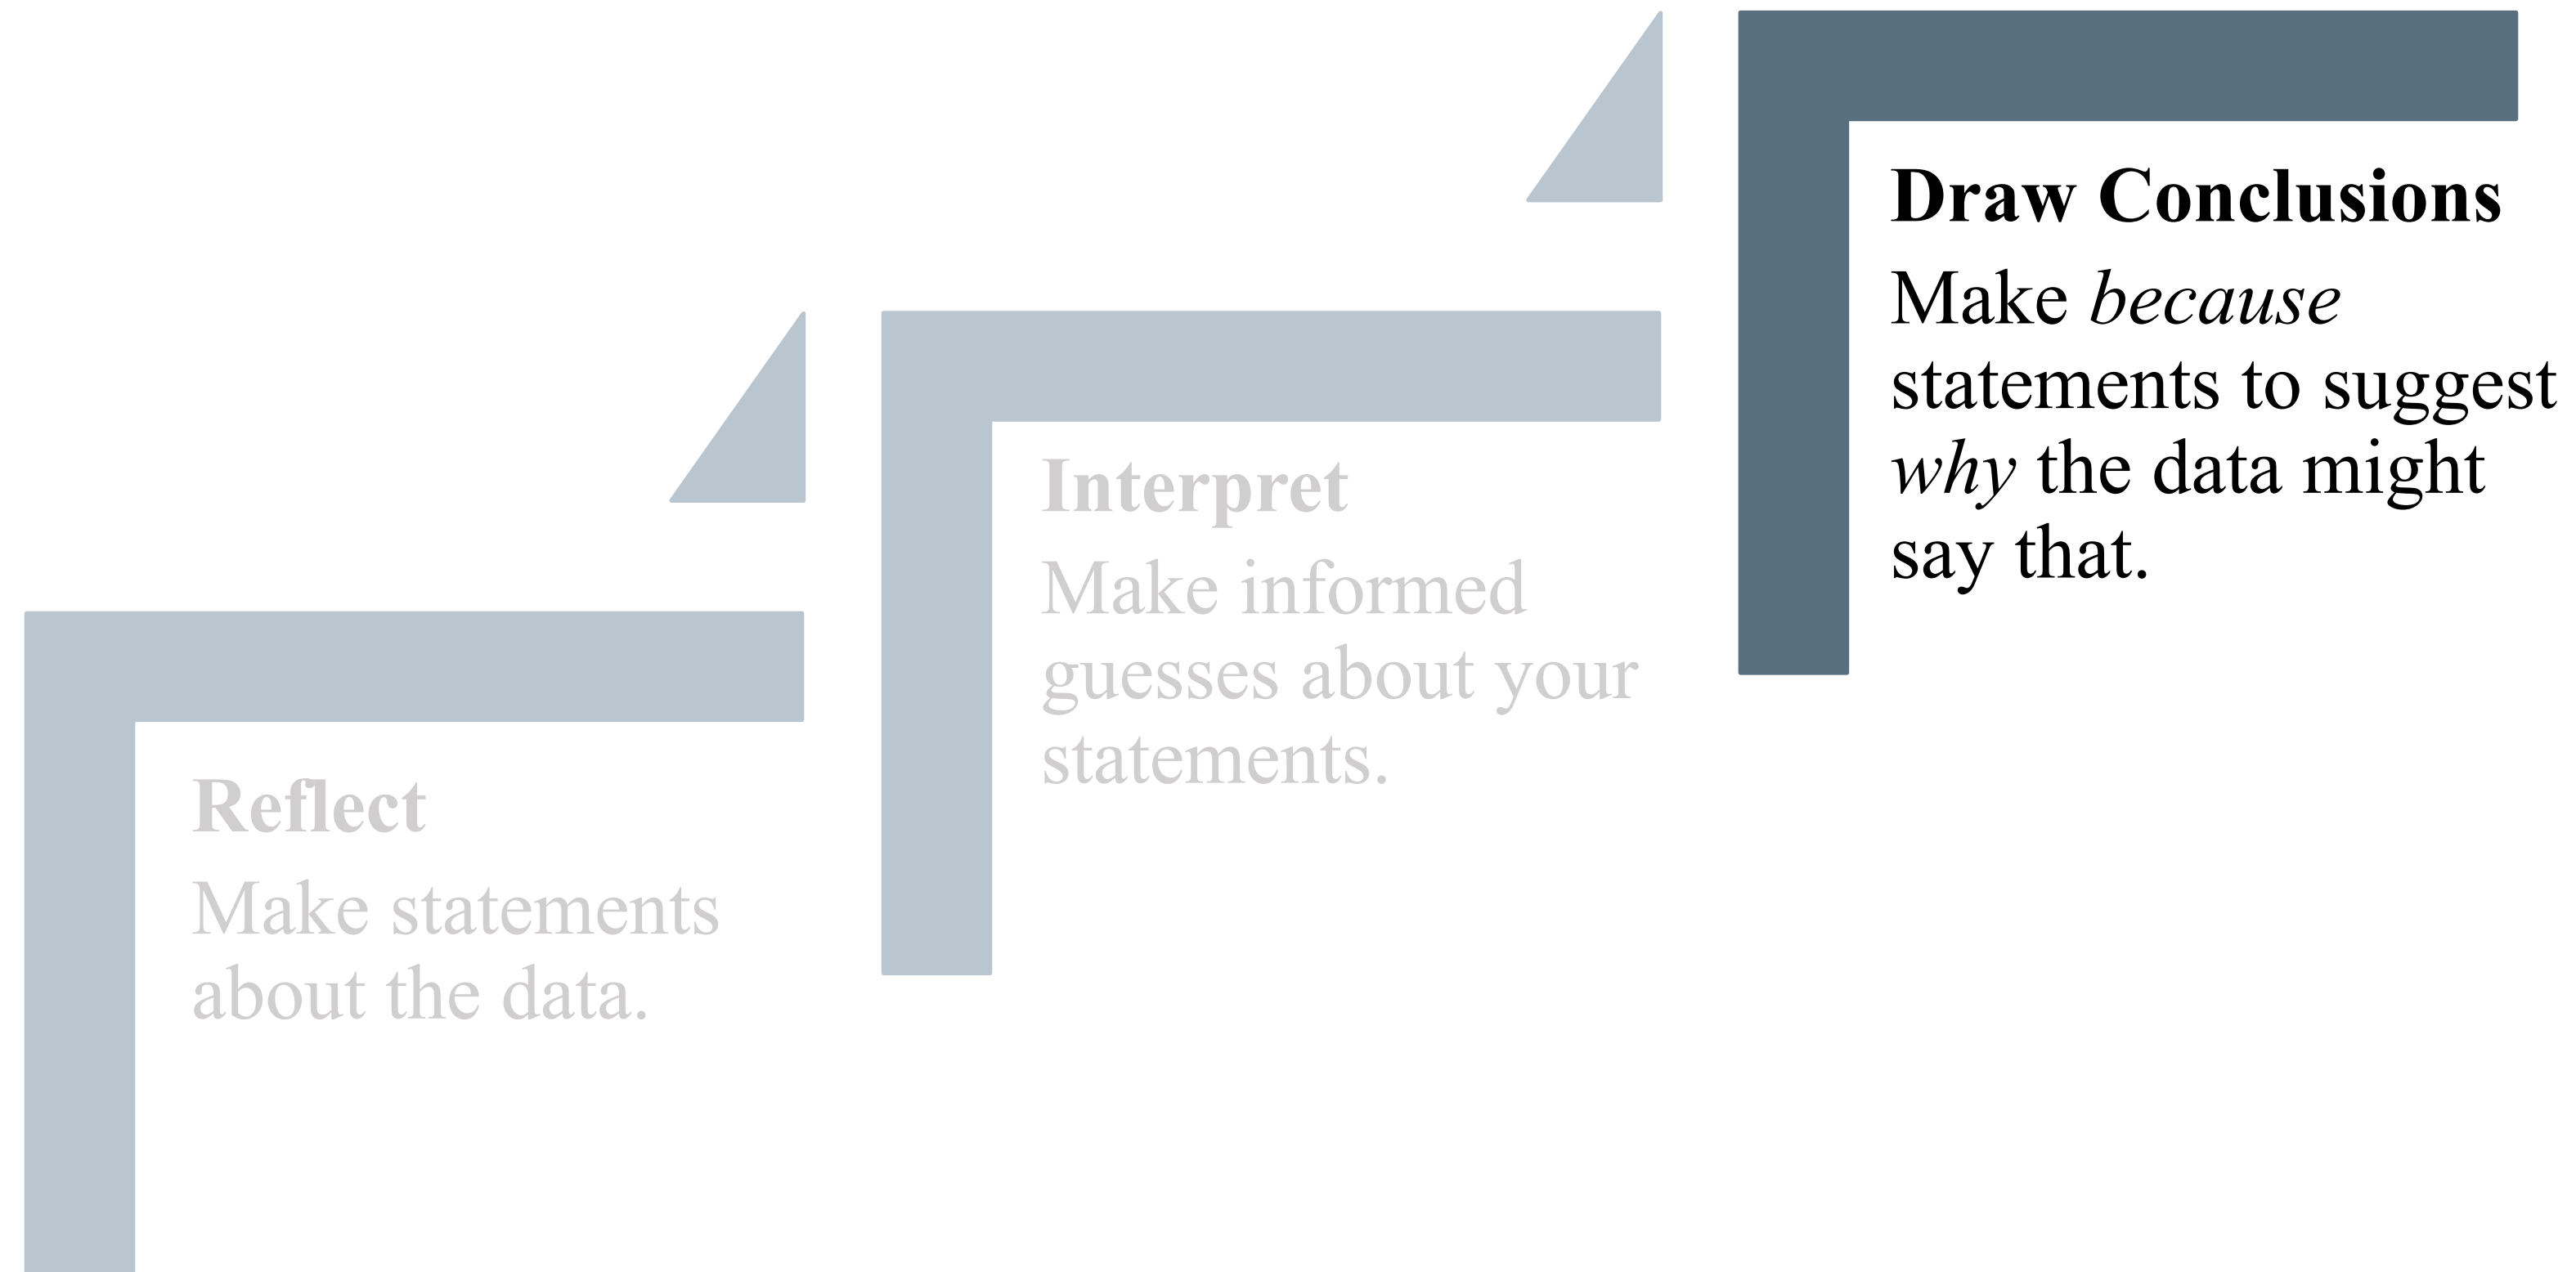 Draw Conclusions
Make because
statements to suggest
why the data might
say that.
Interpret
Make informed
guesses about your
statements.
Reflect
Make statements
about the data.